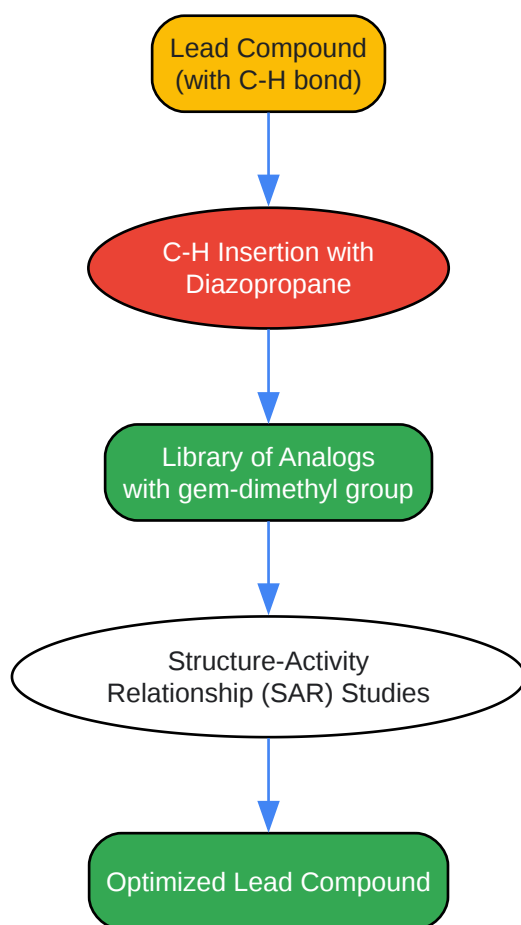 Lead Compound
(with C-H bond)
C-H Insertion with
Diazopropane
Library of Analogs
with gem-dimethyl group
Structure-Activity
Relationship (SAR) Studies
Optimized Lead Compound